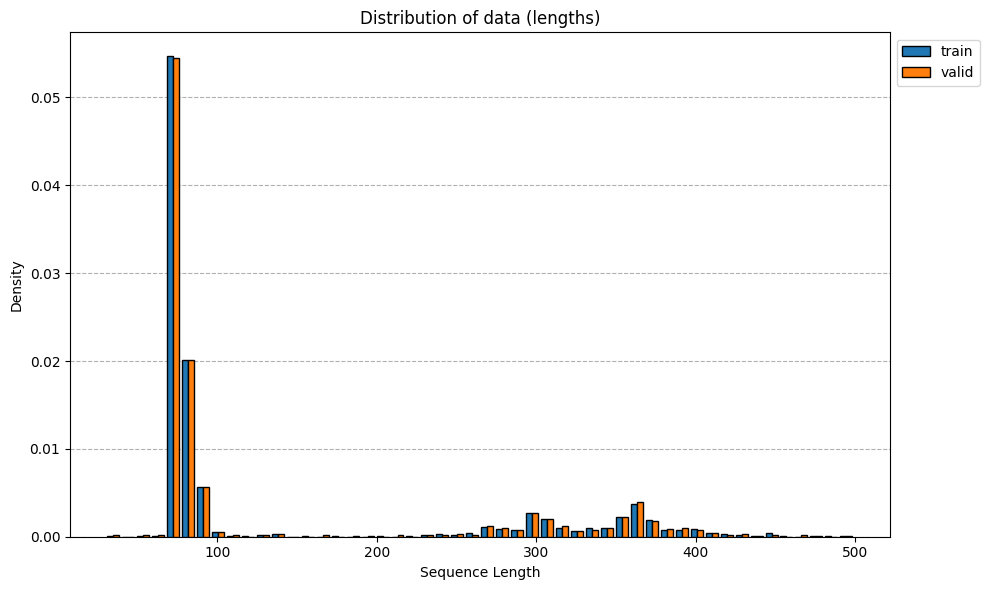 Distribution of data (lengths)
train
valid
0.05
0.04
0.03
0.02
0.01
0.00
Density
100 200 300 400 500
Sequence Length